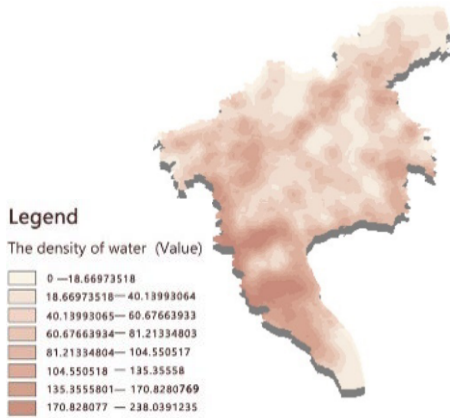 Legend
The density of water (Value)
0 —18.66973518
18.66973518— 40.13993064
40.13993065— 60.67663933
60.67663934— 81.21334803
81.21334804— 104.550517
104.550518 — 135.35558
135.3555801— 170.8280769
170.828077 — 238.0391235